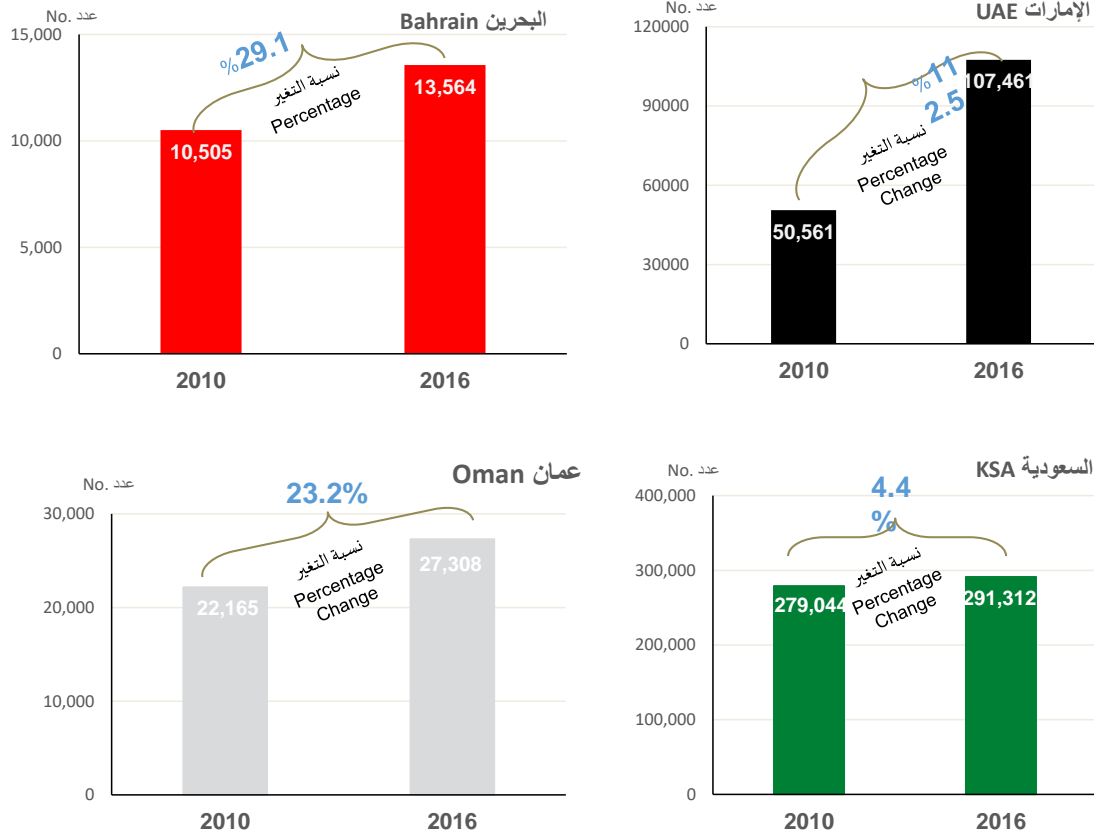 No. عدد
البحرين Bahrain
15,000
10,000
5,000
0
%29.1
نسبة التغير
Percentage
10,505
13,564
2010
2016
No. عدد
الإمارات UAE
120000
90000
60000
30000
0
%11
2.5
نسبة التغير
Percentage
Change
50,561
107,461
2010
2016
No. عدد
عمان Oman
30,000
20,000
10,000
0
23.2%
نسبة التغير
Percentage
Change
22,165
27,308
2010
2016
No. عدد
السعودية KSA
400,000
300,000
200,000
100,000
0
4.4
%
نسبة التغير
Percentage
Change
279,044
291,312
2010
2016